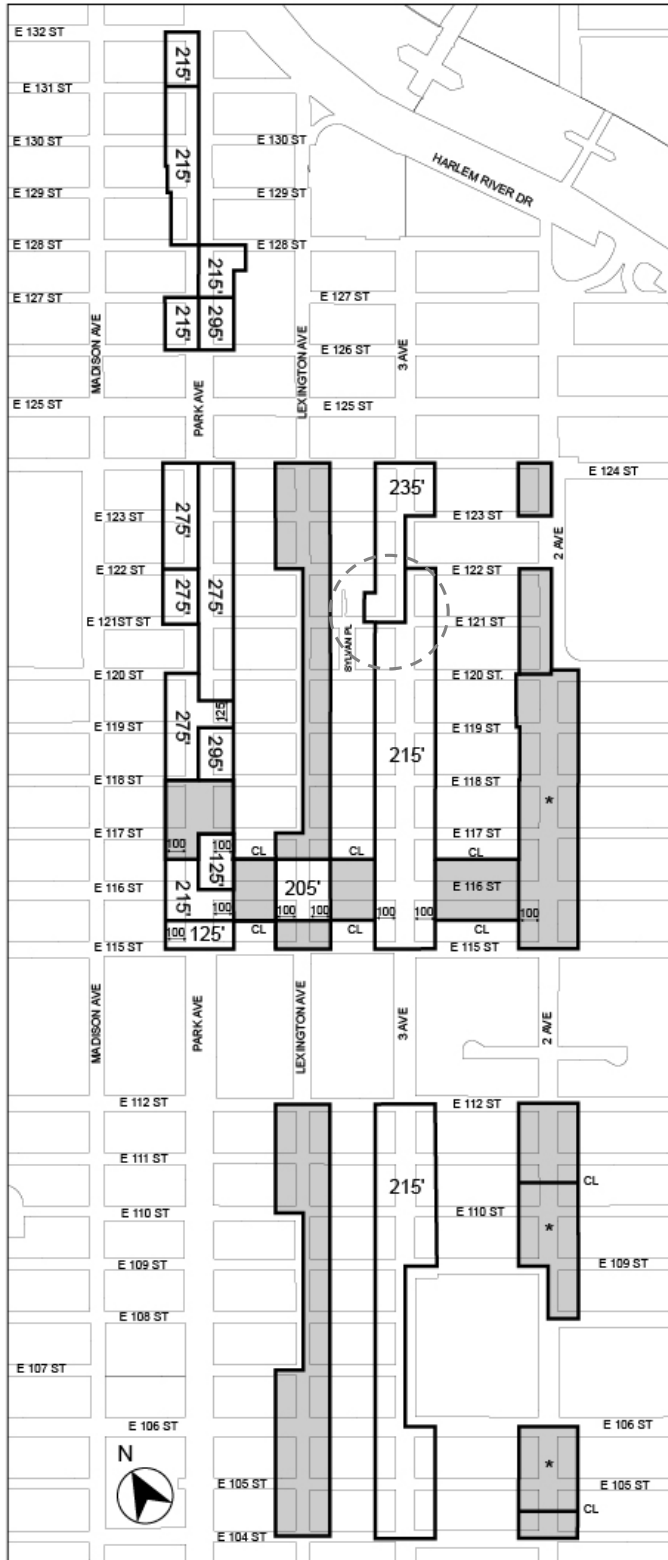 E 132 ST
215'
E 131 ST
E 130 ST
E 130 ST
215'
HARLEM RIVER DR
E 129 ST
E 129 ST
E 128 ST
E 128 ST
215'
E 127 ST
E 127 ST
215'
295'
MADISON AVE
LEXINGTON AVE
3 AVE
E 126 ST
PARK AVE
E 125 ST
E 125 ST
E 124 ST
235'
E 123 ST
275'
E 123 ST
2 AVE
E 122 ST
E 122 ST
275'
275'
E 121ST ST
E 121 ST
SYLVAN PL
E 120 ST
E 120 ST.
125
E 119 ST
E 119 ST
275'
295'
215'
E 118 ST
E 118 ST
*
E 117 ST
E 117 ST
100
100
CL
CL
CL
125'
E 116 ST
205'
E 116 ST
215'
100
100
100
100
100
100
100
125'
CL
CL
CL
E 115 ST
E 115 ST
MADISON AVE
PARK AVE
LEXINGTON AVE
3 AVE
2 AVE
E 112 ST
E 112 ST
E 111 ST
215'
CL
E 110 ST
E 110 ST
*
E 109 ST
E 109 ST
E 108 ST
E 107 ST
E 106 ST
E 106 ST
N
*
E 105 ST
E 105 ST
CL
E 104 ST